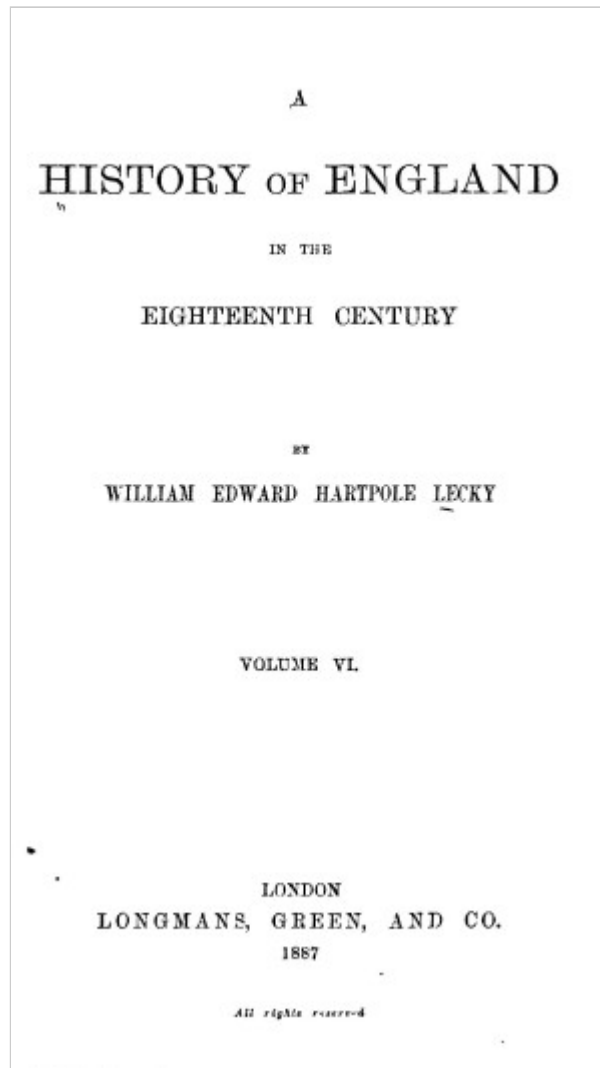 A
HISTORY OF ENGLAND
IN THE
EIGHTEENTH CENTURY
BY
WILLIAM EDWARD HARTPOLE LECKY
VOLUME VI.
LONDON
LONGMANS, GREEN, AND CO.
1887
All rights reserved